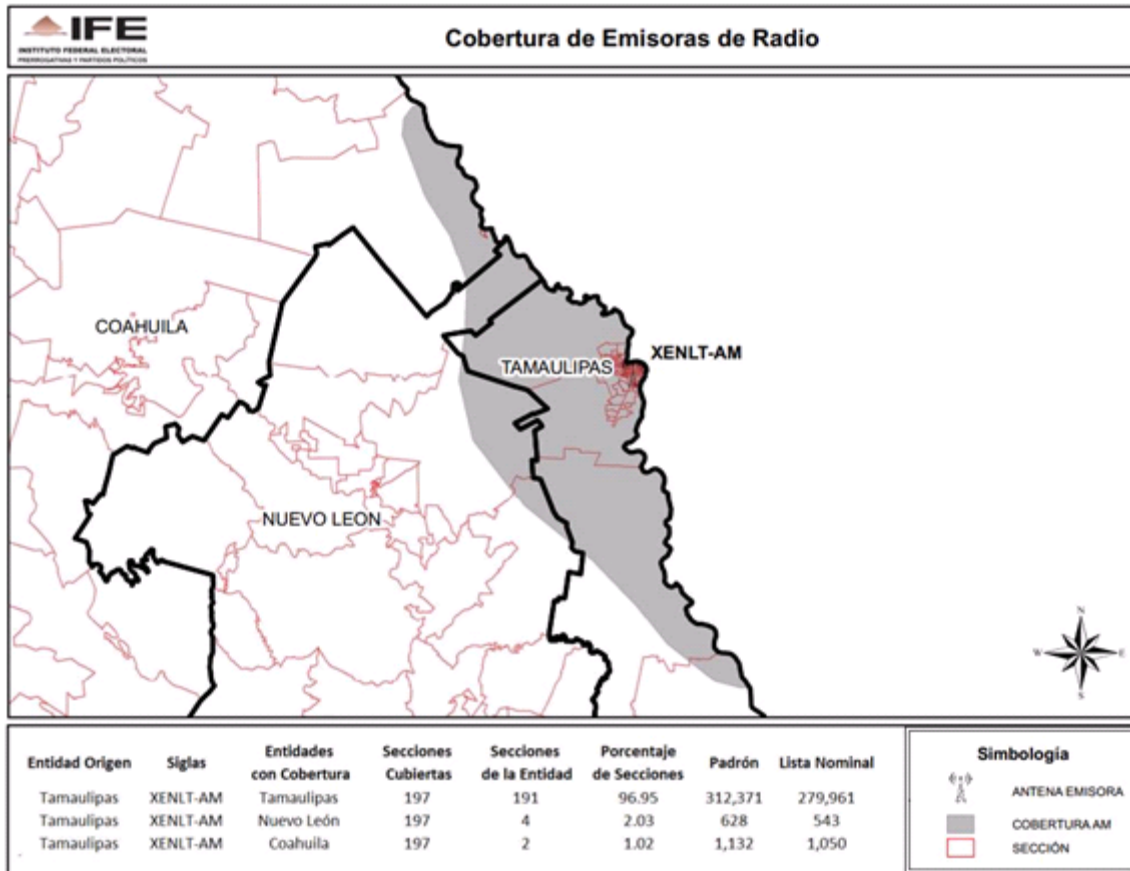 IFE
INSTITUTO FEDERAL ELECTORAL
PRERROGATIVAS Y PARTIDOS POLÍTICOS
Cobertura de Emisoras de Radio
COAHUILA
TAMAULIPAS
XENLT-AM
NUEVO LEON
N
W E
S
Entidad Origen Siglas Entidades con Cobertura Secciones Cubiertas Secciones de la Entidad Porcentaje de Secciones Padrón Lista Nominal
Tamaulipas XENLT-AM Tamaulipas 197 191 96.95 312,371 279,961
Tamaulipas XENLT-AM Nuevo León 197 4 2.03 628 543
Tamaulipas XENLT-AM Coahuila 197 2 1.02 1,132 1,050
Simbología
ANTENA EMISORA
COBERTURA AM
SECCIÓN